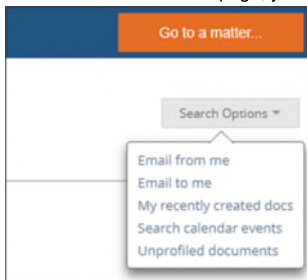 Go to a matter...
Search Options
Email from me
Email to me
My recently created docs
Search calendar events
Unprofiled documents